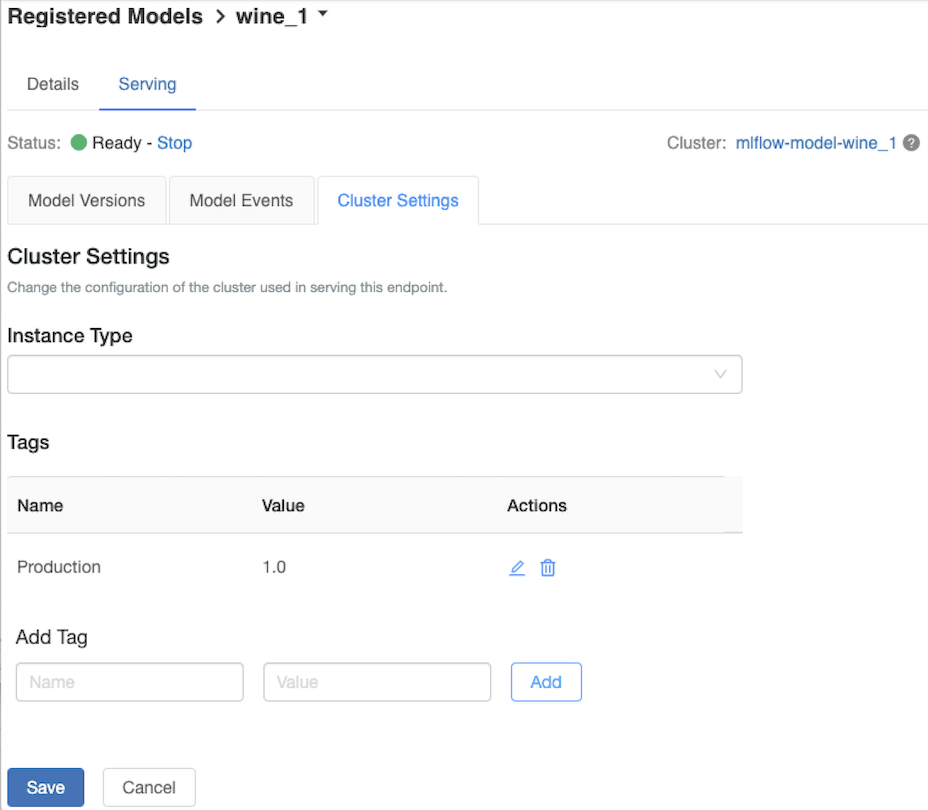 Registered Models > wine_1
Details Serving
Status: Ready - Stop Cluster: mlflow-model-wine_1 ?
Model Versions Model Events Cluster Settings
Cluster Settings
Change the configuration of the cluster used in serving this endpoint.
Instance Type
Tags
Name Value Actions
Production 1.0
Add Tag
Name Value Add
Save Cancel